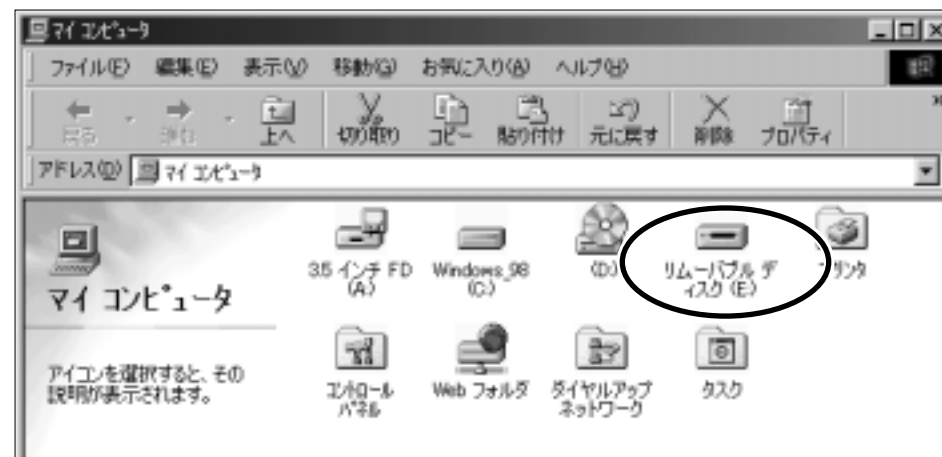 マイ コンピュータ
ファイル(F) 編集(E) 表示(V) 移動(G) お気に入り(A) ヘルプ(H)
戻る 進む 上へ 切り取り コピー 貼り付け 元に戻す 削除 プロパティ
アドレス(D) マイ コンピュータ
3.5 インチ FD
(A:)
Windows_98
(C:)
(D:)
リムーバブル デ
ィスク (E:)
プリンタ
マイ コンピュータ
アイコンを選択すると、その
説明が表示されます。
コントロール
パネル
Web フォルダ
ダイヤルアップ
ネットワーク
タスク